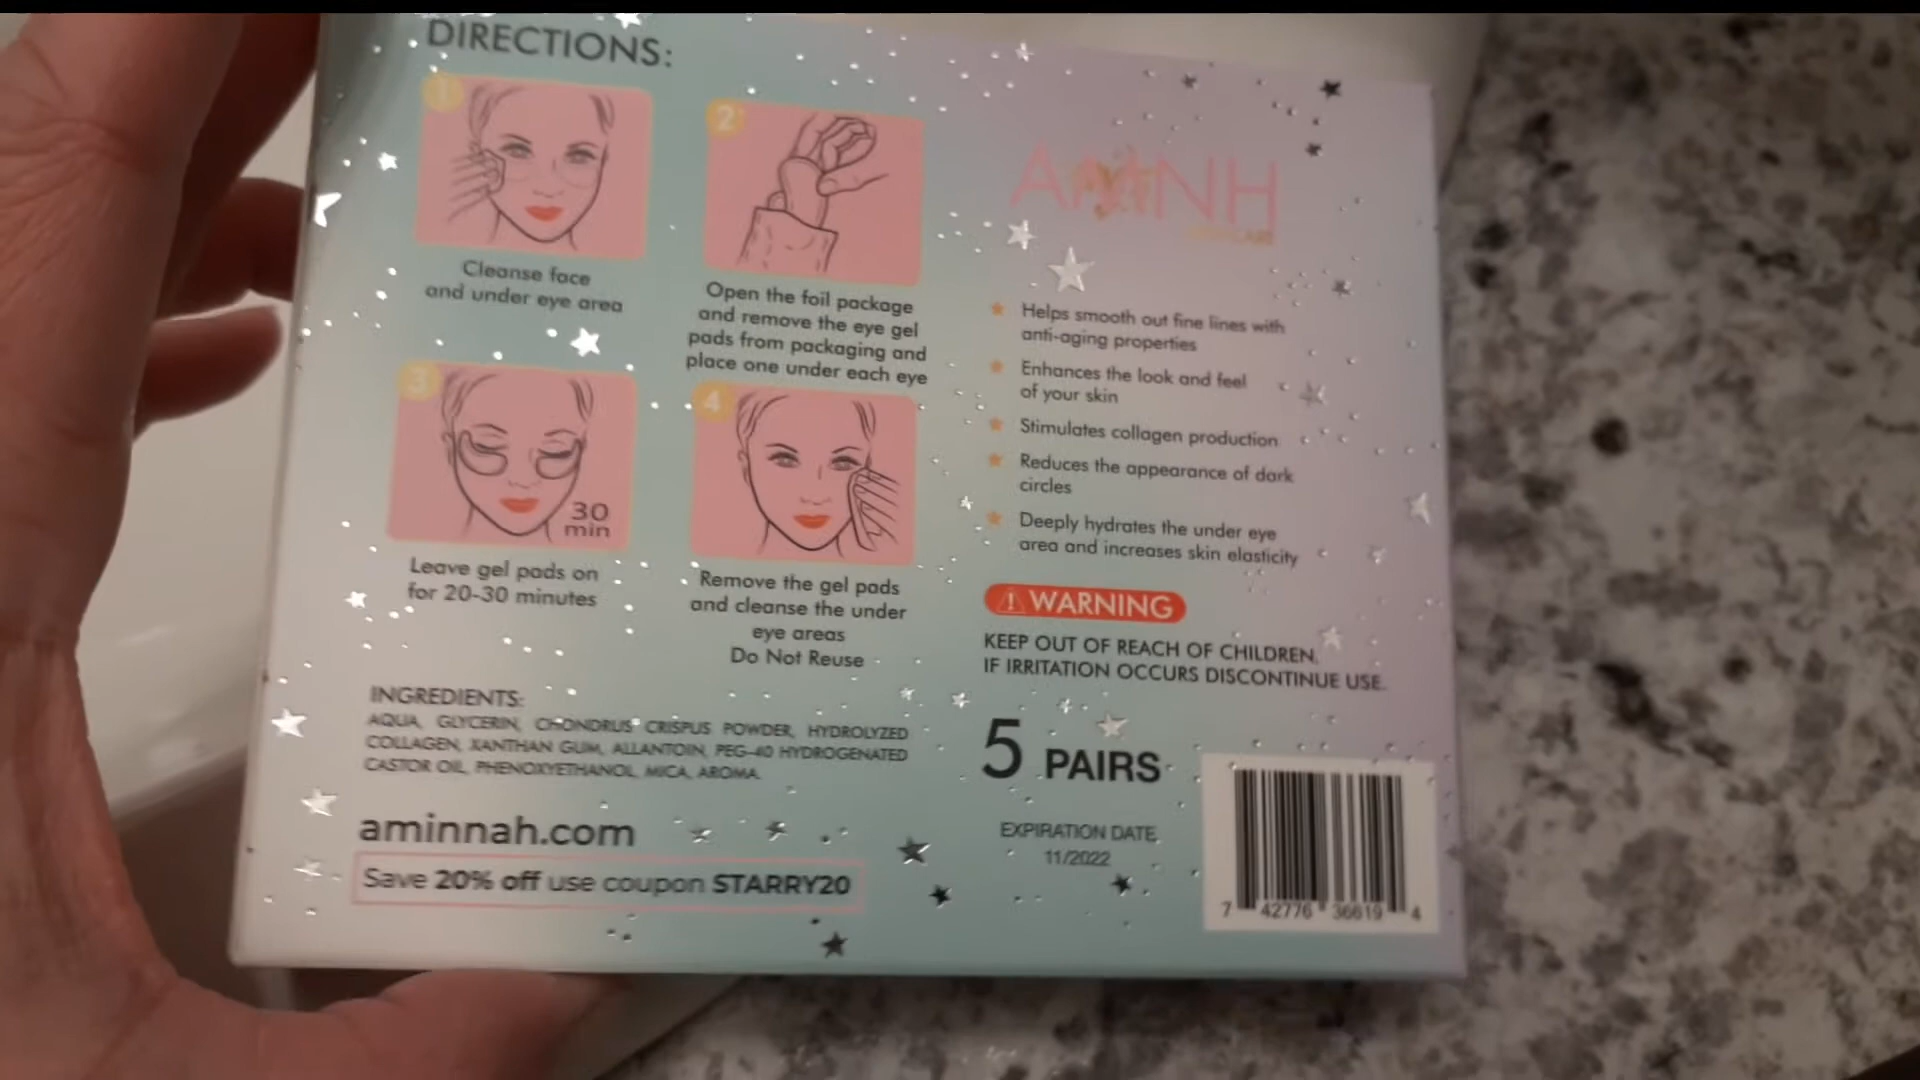 DIRECTIONS:
1
Cleanse face
and under eye area
2
Open the foil package
and remove the eye gel
pads from packaging and
place one under each eye
3
30
min
Leave gel pads on
for 20-30 minutes
4
Remove the gel pads
and cleanse the under
eye areas
Do Not Reuse
INGREDIENTS:
AQUA, GLYCERIN, CHONDRUS CRISPUS POWDER, HYDROLYZED
COLLAGEN, XANTHAN GUM, ALLANTOIN, PEG-40 HYDROGENATED
CASTOR OIL, PHENOXYETHANOL, MICA, AROMA.
aminnah.com
Save 20% off use coupon STARRY20
Helps smooth out fine lines with
anti-aging properties
Enhances the look and feel
of your skin
Stimulates collagen production
Reduces the appearance of dark
circles
Deeply hydrates the under eye
area and increases skin elasticity
WARNING
KEEP OUT OF REACH OF CHILDREN.
IF IRRITATION OCCURS DISCONTINUE USE.
5 PAIRS
EXPIRATION DATE
11/2022
7 42776 36619 4